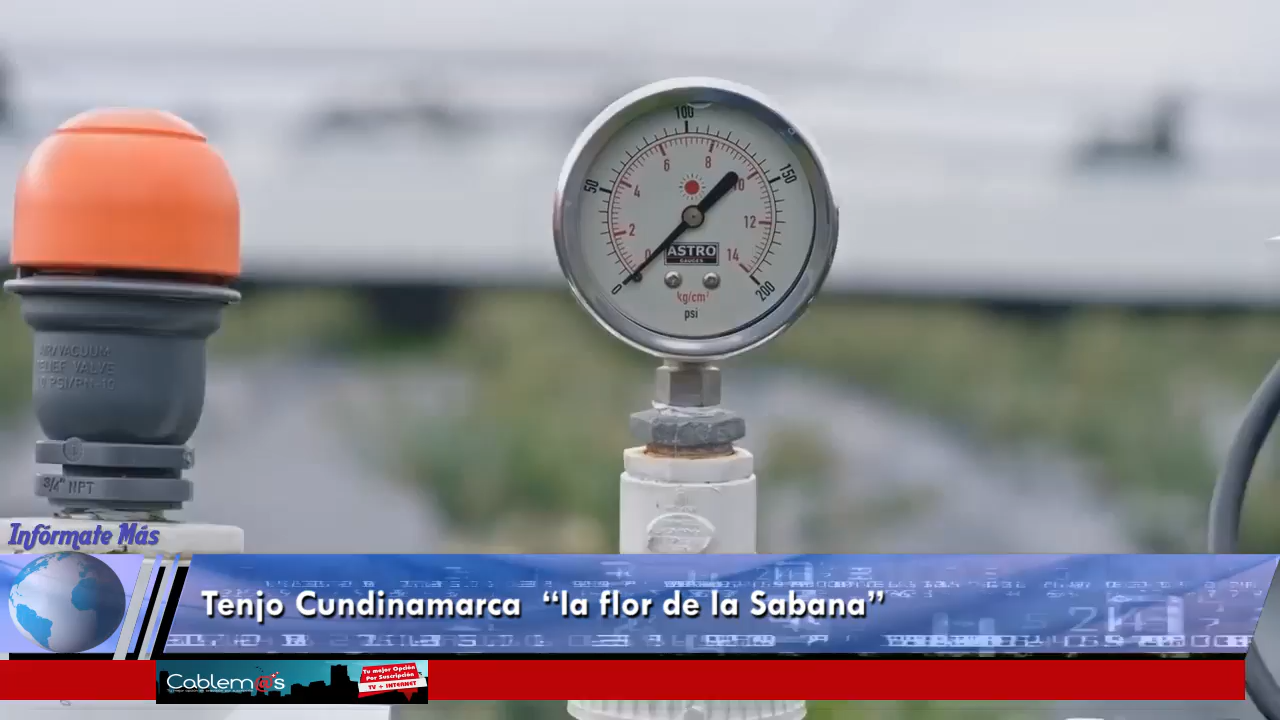 100
6
8
50
150
4
10
2
12
0
14
ASTRO
GAUGES
0
200
kg/cm²
psi
AIR/VACUUM
RELIEF VALVE
3/4" NPT
Infórmate Más
Tenjo Cundinamarca “la flor de la Sabana”
Cablem@s
Tu mejor Opción
Por Suscripción
TV + INTERNET